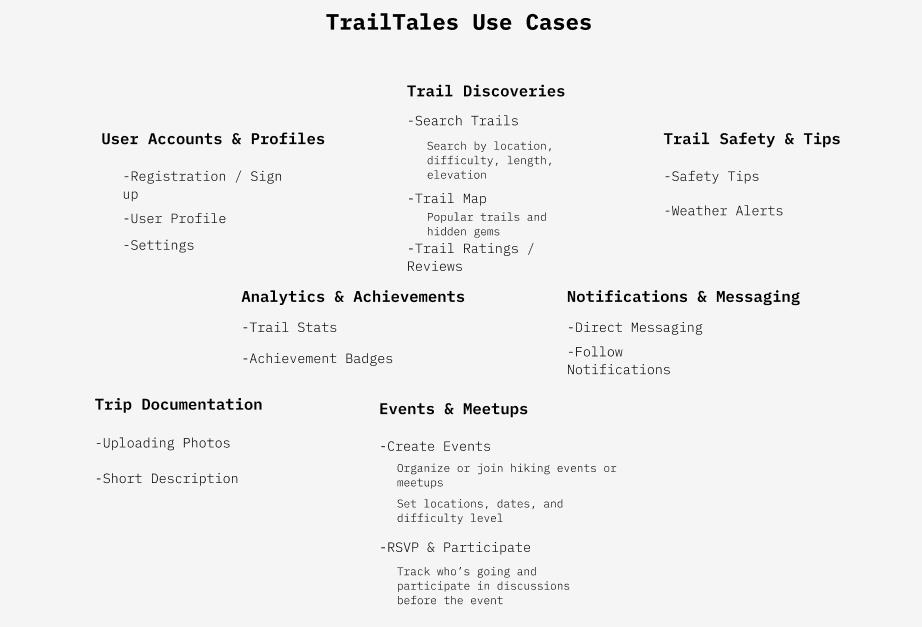 TrailTales Use Cases
User Accounts & Profiles
-Registration / Sign
up
-User Profile
-Settings
Trail Discoveries
-Search Trails
Search by location,
difficulty, length,
elevation
-Trail Map
Popular trails and
hidden gems
-Trail Ratings /
Reviews
Trail Safety & Tips
-Safety Tips
-Weather Alerts
Analytics & Achievements
-Trail Stats
-Achievement Badges
Notifications & Messaging
-Direct Messaging
-Follow
Notifications
Trip Documentation
-Uploading Photos
-Short Description
Events & Meetups
-Create Events
Organize or join hiking events or
meetups
Set locations, dates, and
difficulty level
-RSVP & Participate
Track who's going and
participate in discussions
before the event